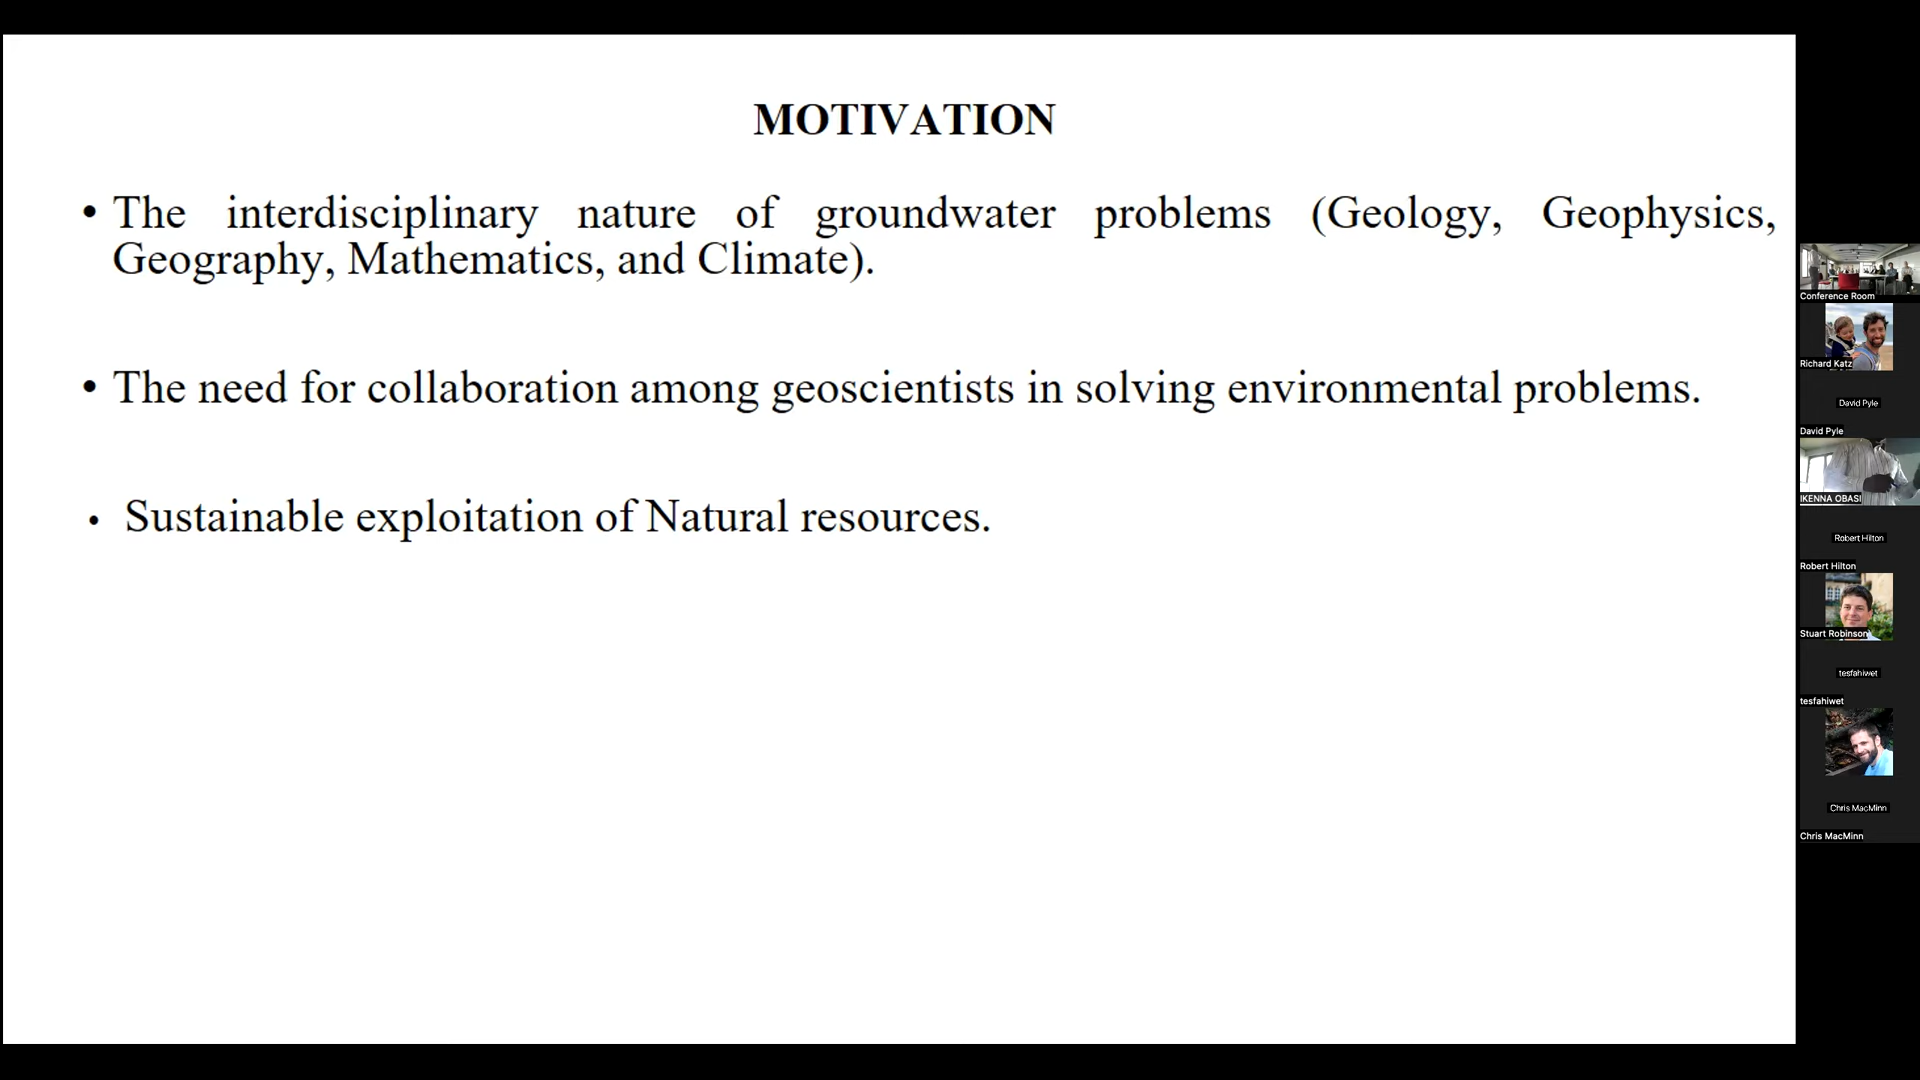 MOTIVATION
• The interdisciplinary nature of groundwater problems (Geology, Geophysics,
Geography, Mathematics, and Climate).
• The need for collaboration among geoscientists in solving environmental problems.
• Sustainable exploitation of Natural resources.
Conference Room
Richard Katz
David Pyle
David Pyle
IKENNA OBASI
Robert Hilton
Robert Hilton
Stuart Robinson
tesfahiwet
tesfahiwet
Chris MacMinn
Chris MacMinn